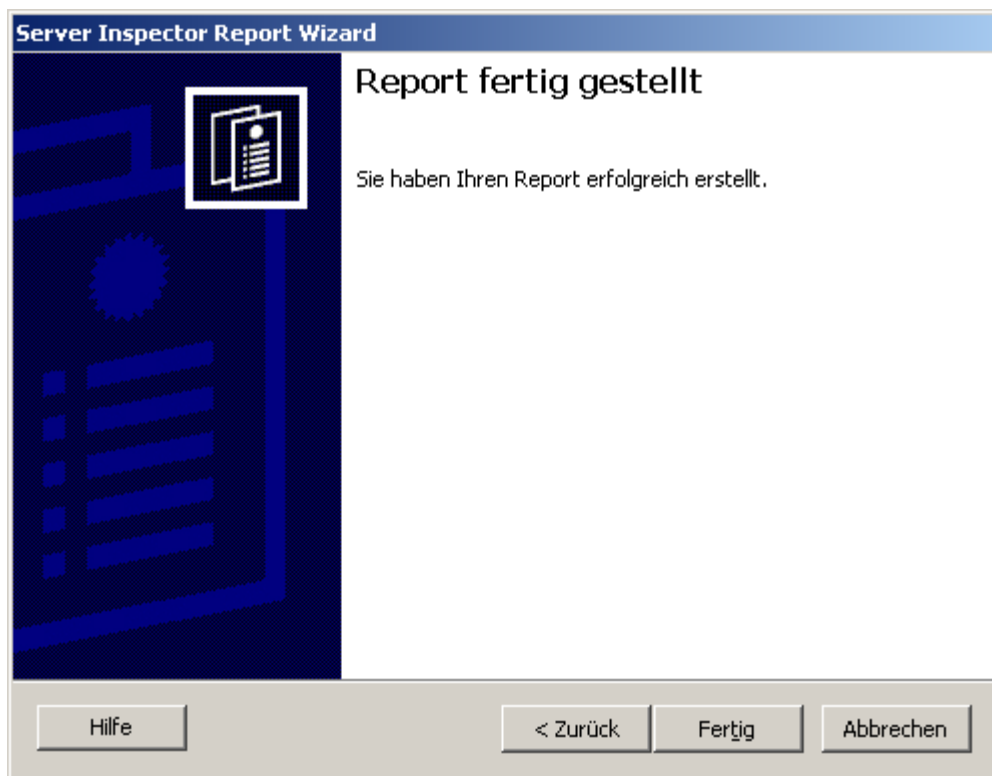 Server Inspector Report Wizard
Report fertig gestellt
Sie haben Ihren Report erfolgreich erstellt.
Hilfe
< Zurück
Fertig
Abbrechen